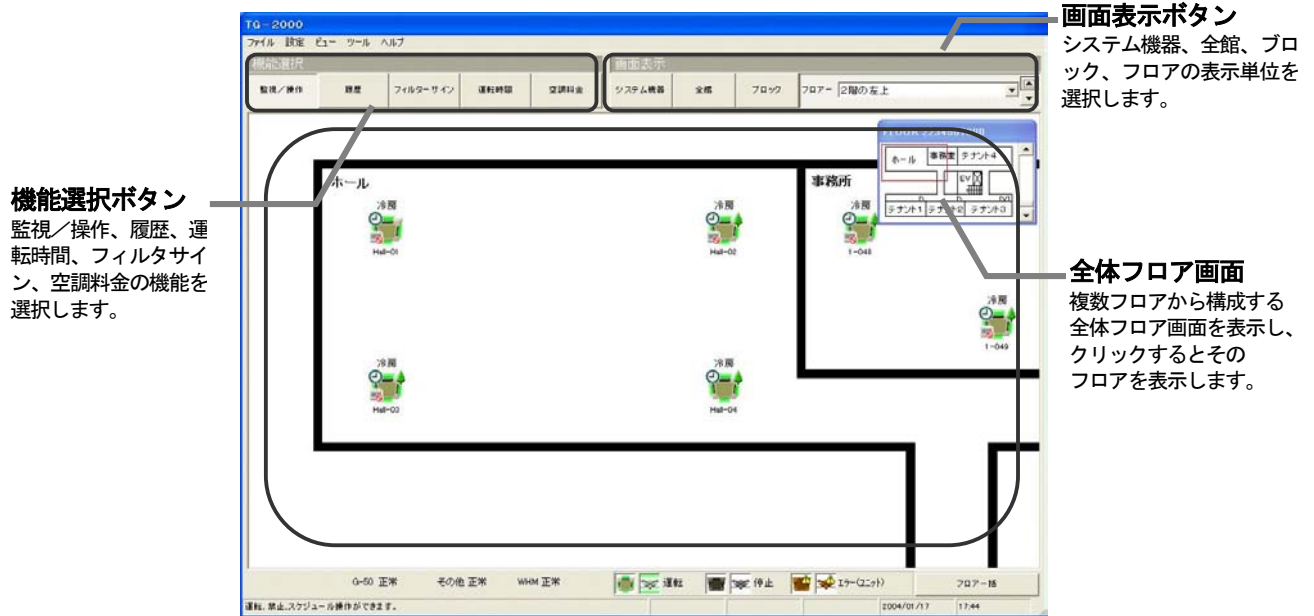 TG-2000
ファイル 設定 ビュー ツール ヘルプ
機能選択
画面表示
監視／操作 履歴 フィルターサイン 運転時間 空調料金
システム機器 全館 ブロック フロアー 2階の左上
画面表示ボタン
システム機器、全館、ブロ
ック、フロアの表示単位を
選択します。
機能選択ボタン
監視／操作、履歴、運
転時間、フィルタサイ
ン、空調料金の機能を
選択します。
ホール
冷房
Hall-01
冷房
Hall-02
冷房
Hall-03
冷房
Hall-04
事務所
冷房
1-048
冷房
1-049
ホール 事務室 テナント4
EV
テナント1 テナント2 テナント3
全体フロア画面
複数フロアから構成する
全体フロア画面を表示し、
クリックするとその
フロアを表示します。
G-50 正常 その他 正常 WHM 正常 運転 停止 エラー(ユニット) フロア一括
運転、禁止、スケジュール操作ができます。
2004/01/17 17:44